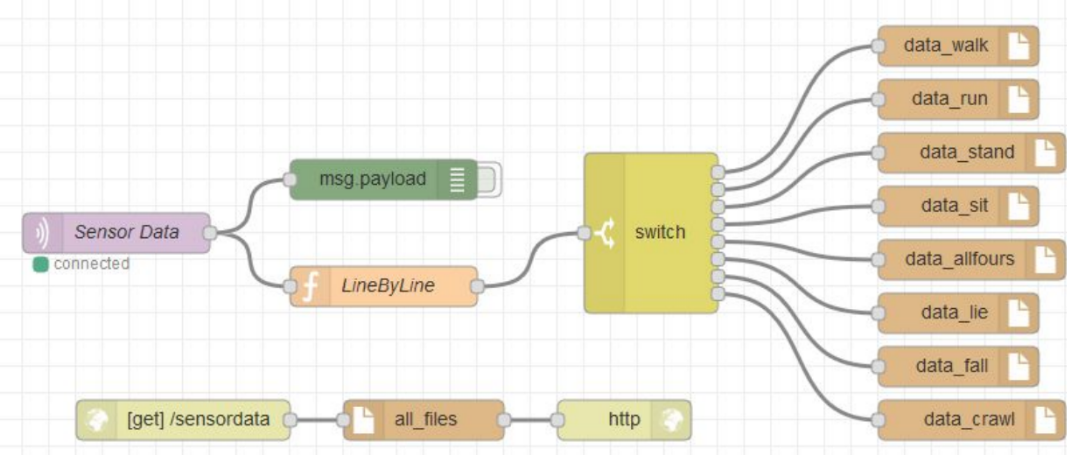 data_walk
data_run
data_stand
msg.payload
data_sit
Sensor Data
switch
connected
data_allfours
LineByLine
data_lie
data_fall
[get] /sensordata
all_files
http
data_crawl